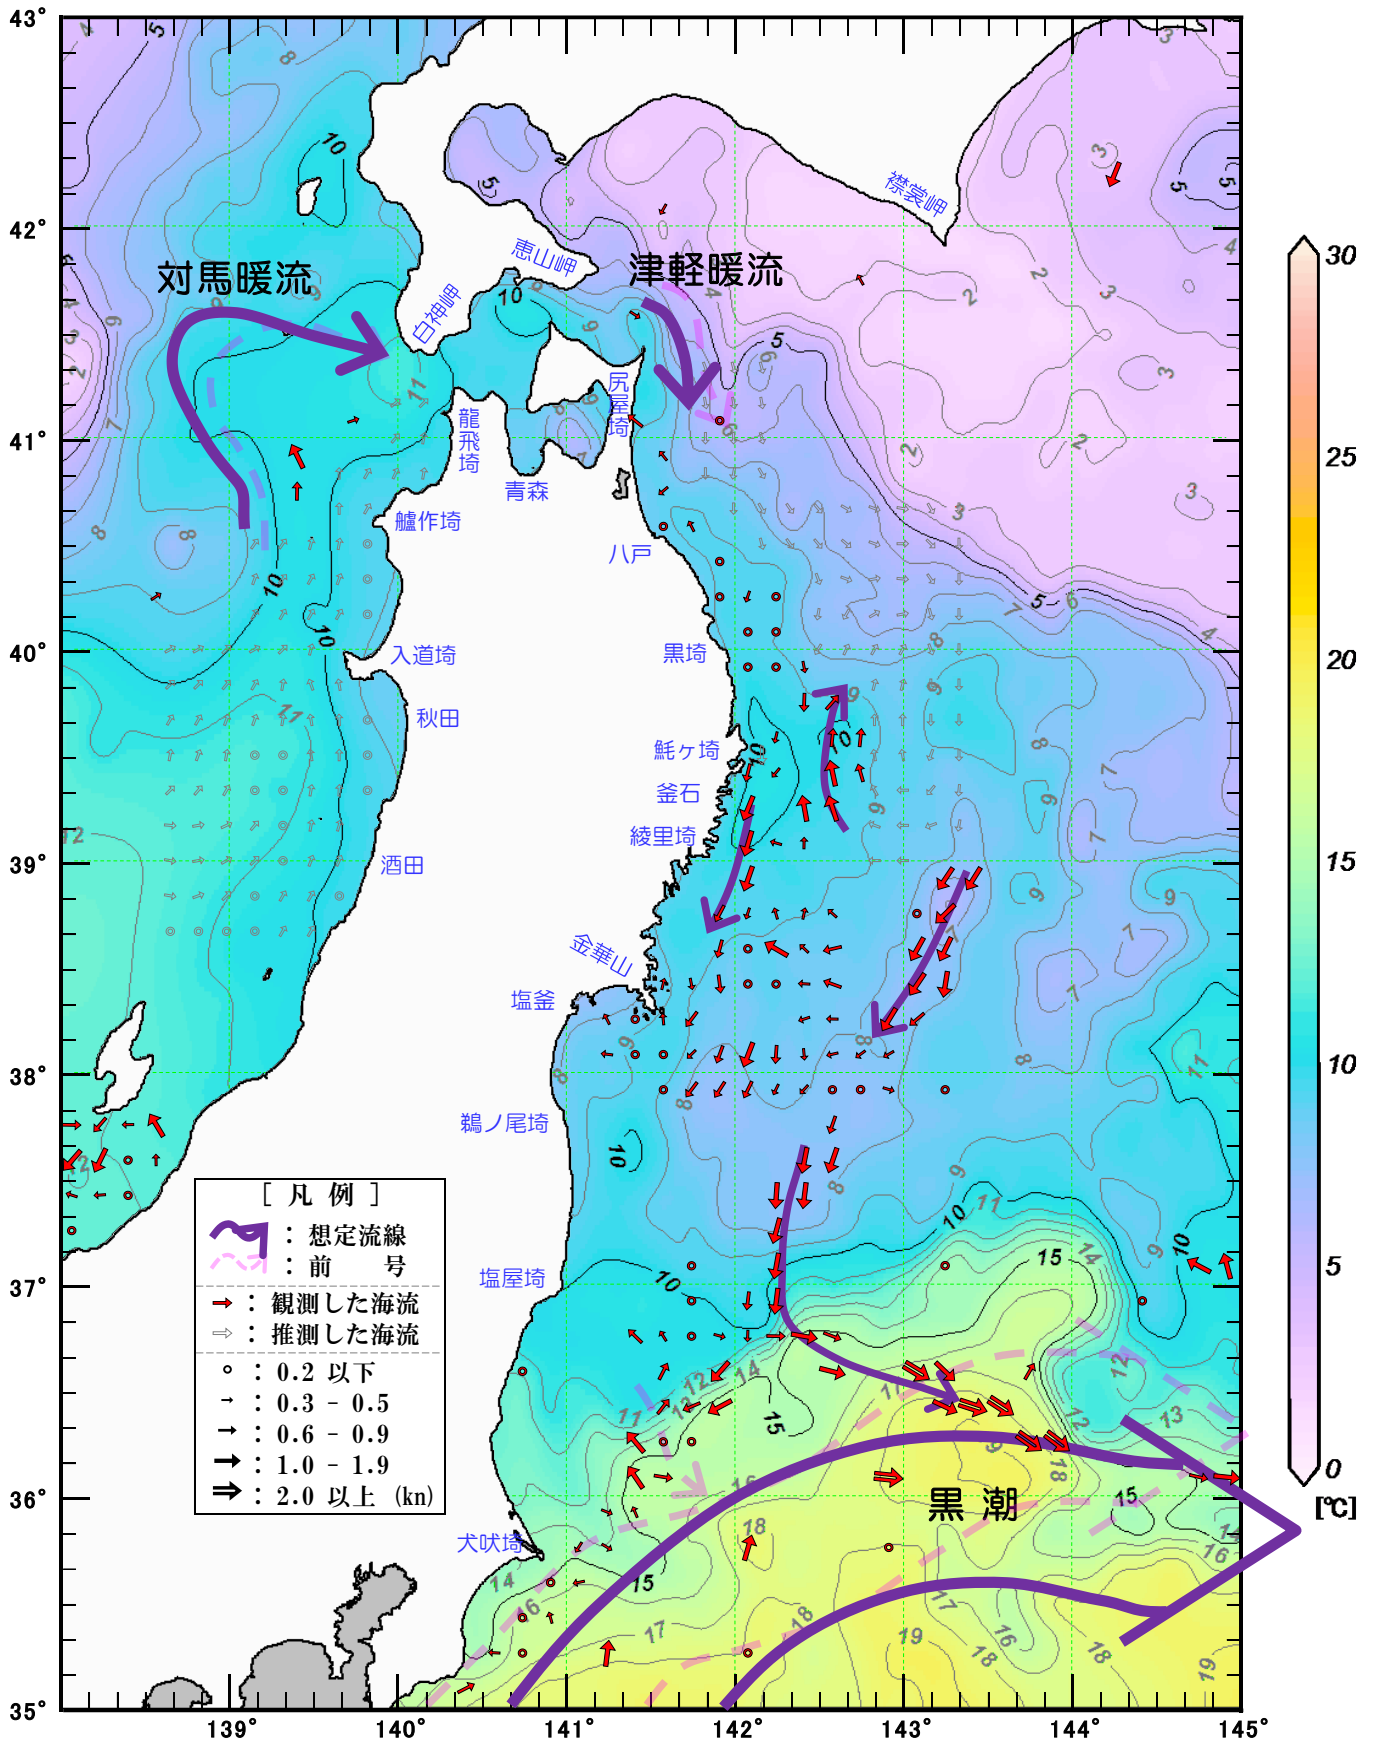 43°
42°
41°
40°
39°
38°
37°
36°
35°
139°
140°
141°
142°
143°
144°
145°
対馬暖流
津軽暖流
黒潮
襟裳岬
恵山岬
白神岬
龍飛埼
尻屋埼
青森
艫作埼
八戸
入道埼
黒埼
秋田
魹ヶ埼
釜石
綾里埼
酒田
金華山
塩釜
鵜ノ尾埼
塩屋埼
犬吠埼
[ 凡 例 ]
: 想定流線
: 前 号
: 観測した海流
: 推測した海流
: 0.2 以下
: 0.3 - 0.5
: 0.6 - 0.9
: 1.0 - 1.9
: 2.0 以上 (kn)
30
25
20
15
10
5
0
[℃]